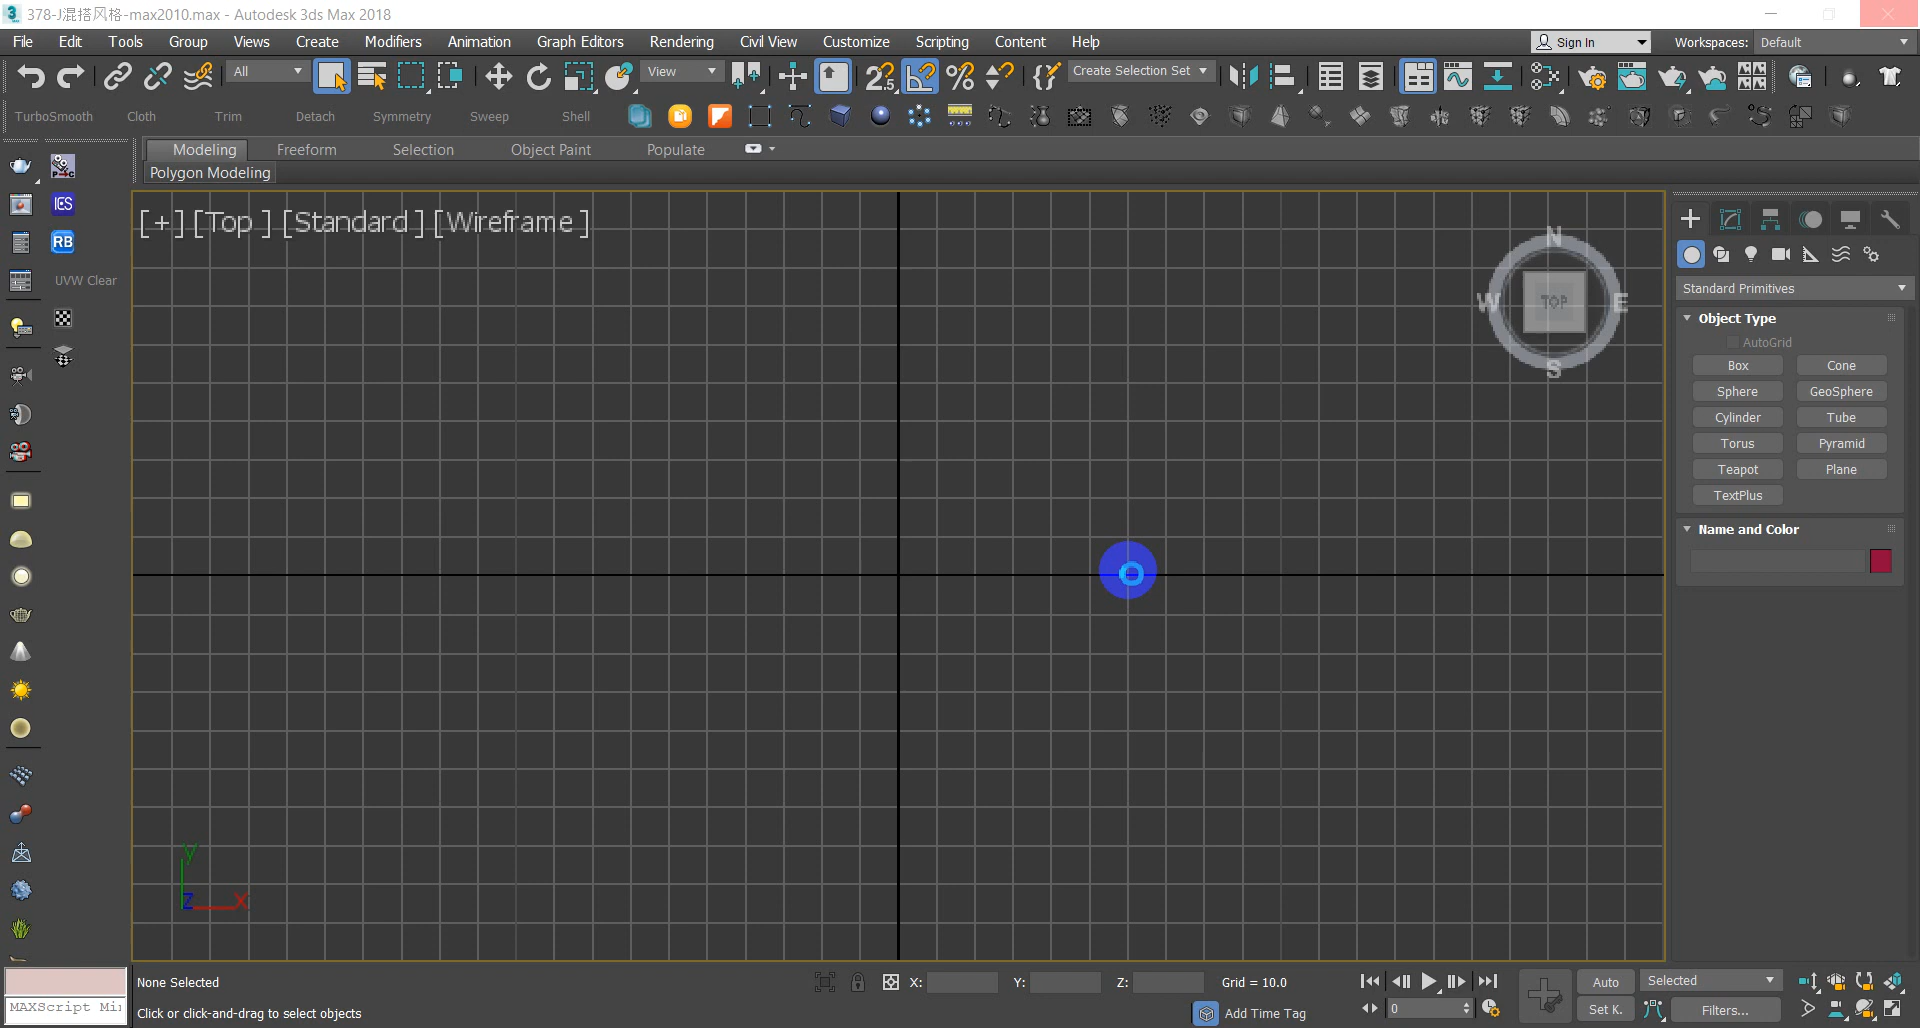 378-J混搭风格-max2010.max - Autodesk 3ds Max 2018
File Edit Tools Group Views Create Modifiers Animation Graph Editors Rendering Civil View Customize Scripting Content Help Sign In Workspaces: Default
All View Create Selection Set
TurboSmooth Cloth Trim Detach Symmetry Sweep Shell
Modeling Freeform Selection Object Paint Populate
Polygon Modeling
IES
RB
UVW Clear
[+] [Top ] [Standard ] [Wireframe ]
N
W TOP E
S
Standard Primitives
Object Type
AutoGrid
Box Cone
Sphere GeoSphere
Cylinder Tube
Torus Pyramid
Teapot Plane
TextPlus
Name and Color
y
z x
None Selected X: Y: Z: Grid = 10.0 Auto Selected
MAXScript Mi
Click or click-and-drag to select objects Add Time Tag 0 Set K. Filters...